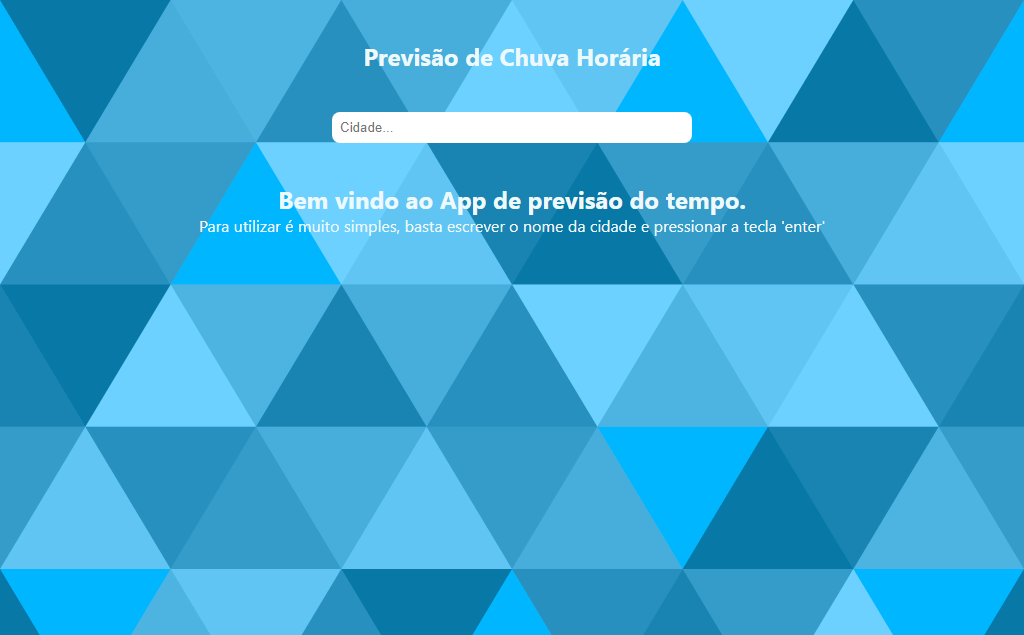 Previsão de Chuva Horária
Cidade...
Bem vindo ao App de previsão do tempo.
Para utilizar é muito simples, basta escrever o nome da cidade e pressionar a tecla 'enter'